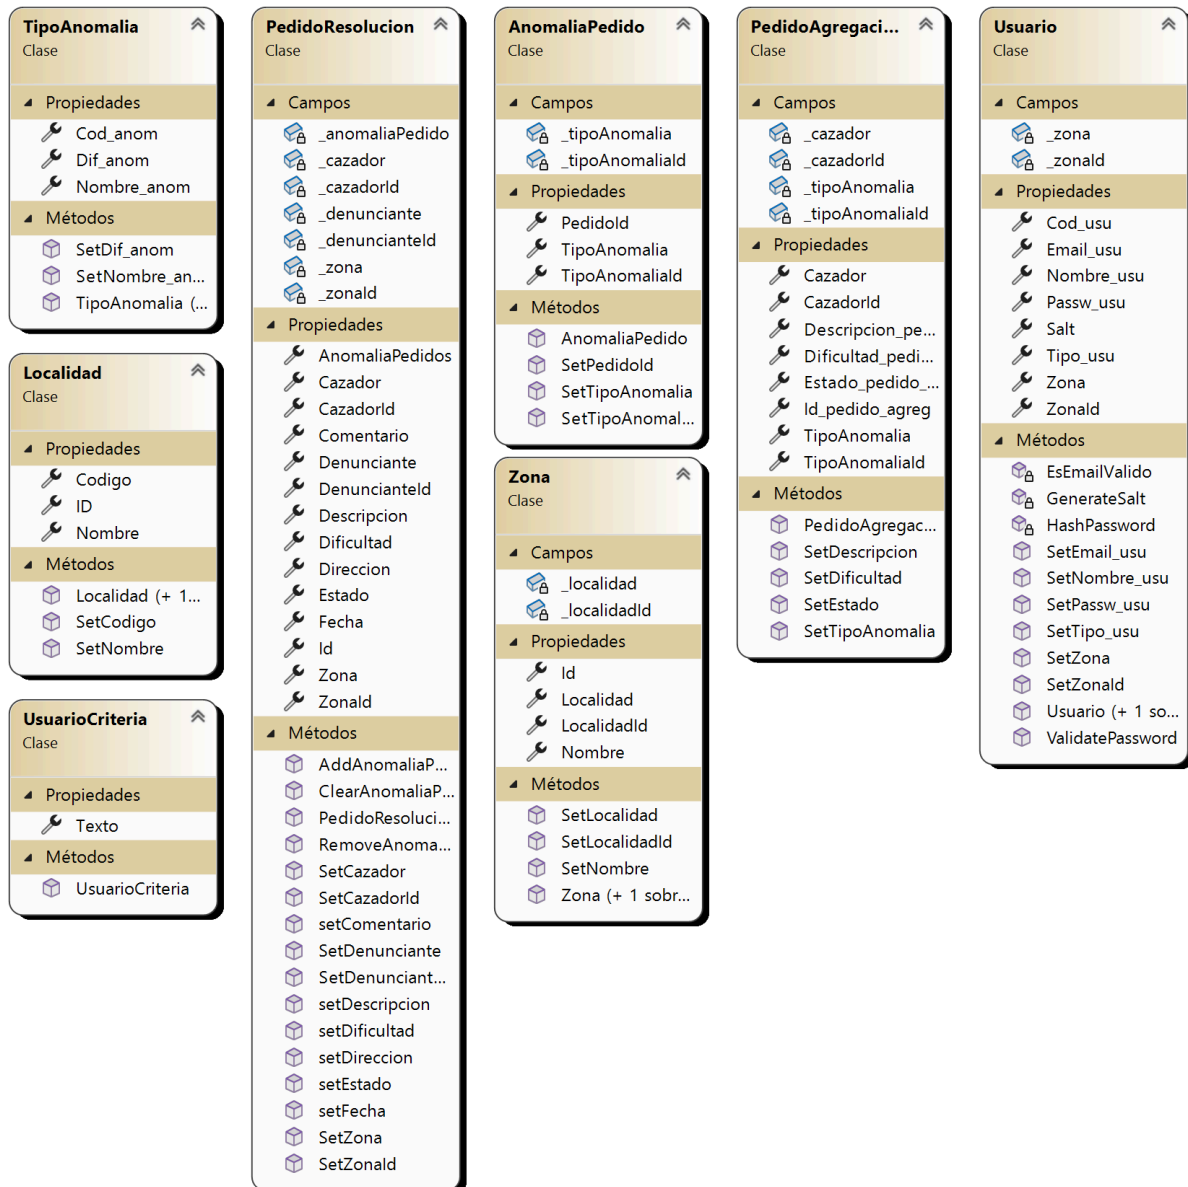 TipoAnomalia
Clase
Propiedades
Cod_anom
Dif_anom
Nombre_anom
Métodos
SetDif_anom
SetNombre_an...
TipoAnomalia (...
Localidad
Clase
Propiedades
Codigo
ID
Nombre
Métodos
Localidad (+ 1...
SetCodigo
SetNombre
UsuarioCriteria
Clase
Propiedades
Texto
Métodos
UsuarioCriteria
PedidoResolucion
Clase
Campos
_anomaliaPedido
_cazador
_cazadorId
_denunciante
_denuncianteId
_zona
_zonaId
Propiedades
AnomaliaPedidos
Cazador
CazadorId
Comentario
Denunciante
DenuncianteId
Descripcion
Dificultad
Direccion
Estado
Fecha
Id
Zona
ZonaId
Métodos
AddAnomaliaP...
ClearAnomaliaP...
PedidoResoluci...
RemoveAnoma...
SetCazador
SetCazadorId
setComentario
SetDenunciante
SetDenunciant...
setDescripcion
setDificultad
setDireccion
setEstado
setFecha
SetZona
SetZonaId
AnomaliaPedido
Clase
Campos
_tipoAnomalia
_tipoAnomaliaId
Propiedades
PedidoId
TipoAnomalia
TipoAnomaliaId
Métodos
AnomaliaPedido
SetPedidoId
SetTipoAnomalia
SetTipoAnomal...
Zona
Clase
Campos
_localidad
_localidadId
Propiedades
Id
Localidad
LocalidadId
Nombre
Métodos
SetLocalidad
SetLocalidadId
SetNombre
Zona (+ 1 sobr...
PedidoAgregaci...
Clase
Campos
_cazador
_cazadorId
_tipoAnomalia
_tipoAnomaliaId
Propiedades
Cazador
CazadorId
Descripcion_pe...
Dificultad_pedi...
Estado_pedido_...
Id_pedido_agreg
TipoAnomalia
TipoAnomaliaId
Métodos
PedidoAgregac...
SetDescripcion
SetDificultad
SetEstado
SetTipoAnomalia
Usuario
Clase
Campos
_zona
_zonaId
Propiedades
Cod_usu
Email_usu
Nombre_usu
Passw_usu
Salt
Tipo_usu
Zona
ZonaId
Métodos
EsEmailValido
GenerateSalt
HashPassword
SetEmail_usu
SetNombre_usu
SetPassw_usu
SetTipo_usu
SetZona
SetZonaId
Usuario (+ 1 so...
ValidatePassword